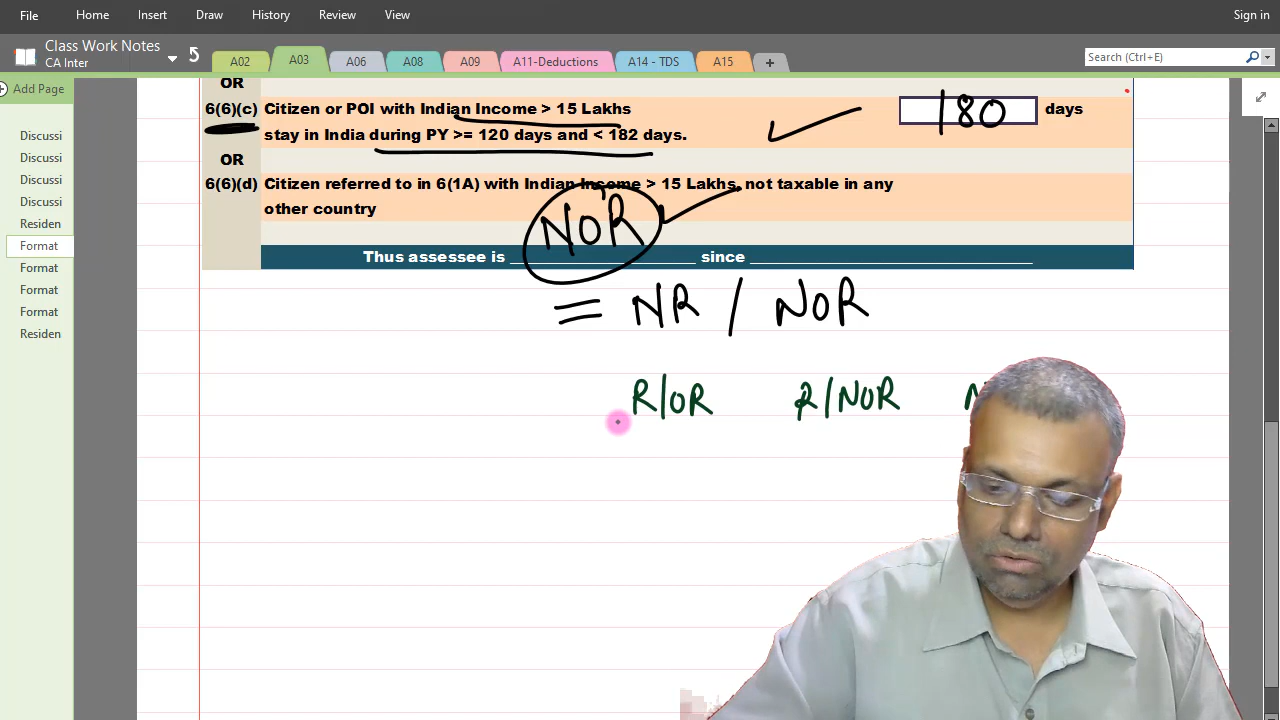 File Home Insert Draw History Review View Sign in
Class Work Notes
CA Inter
A02 A03 A06 A08 A09 A11-Deductions A14 - TDS A15 +
Search (Ctrl+E)
Add Page
Discussi
Discussi
Discussi
Discussi
Residen
Format
Format
Format
Format
Residen
OR
6(6)(c) Citizen or POI with Indian Income > 15 Lakhs 180 days
stay in India during PY >= 120 days and < 182 days.
OR
6(6)(d) Citizen referred to in 6(1A) with Indian Income > 15 Lakhs, not taxable in any
other country
NOR
Thus assessee is ______ since ______
= NR / NOR
R/OR R/NOR